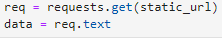 req = requests.get(static_url)
data = req.text